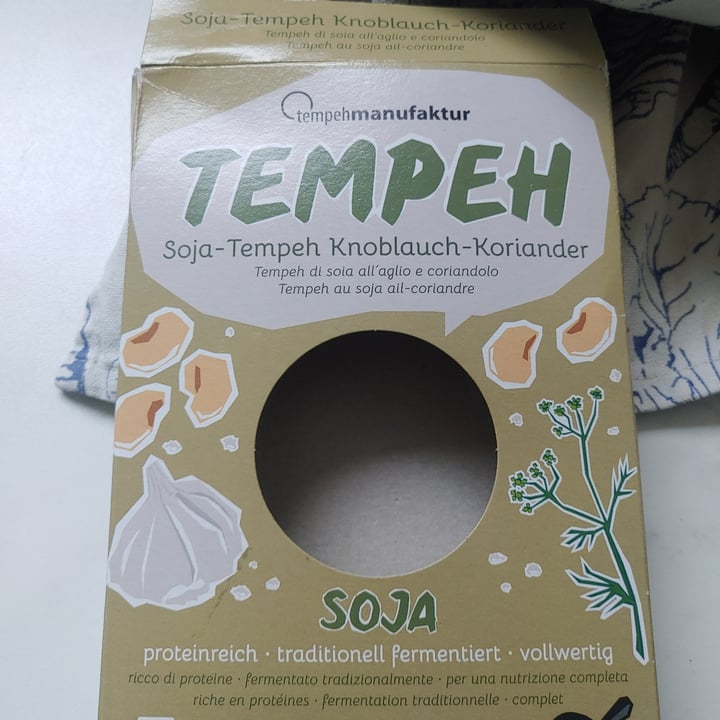 Soja-Tempeh Knoblauch-Koriander
Tempeh di soia all'aglio e coriandolo
Tempeh au soja ail-coriandre
tempehmanufaktur
TEMPEH
Soja-Tempeh Knoblauch-Koriander
Tempeh di soia all'aglio e coriandolo
Tempeh au soja ail-coriandre
SOJA
proteinreich · traditionell fermentiert · vollwertig
ricco di proteine · fermentato tradizionalmente · per una nutrizione completa
riche en protéines · fermentation traditionnelle · complet